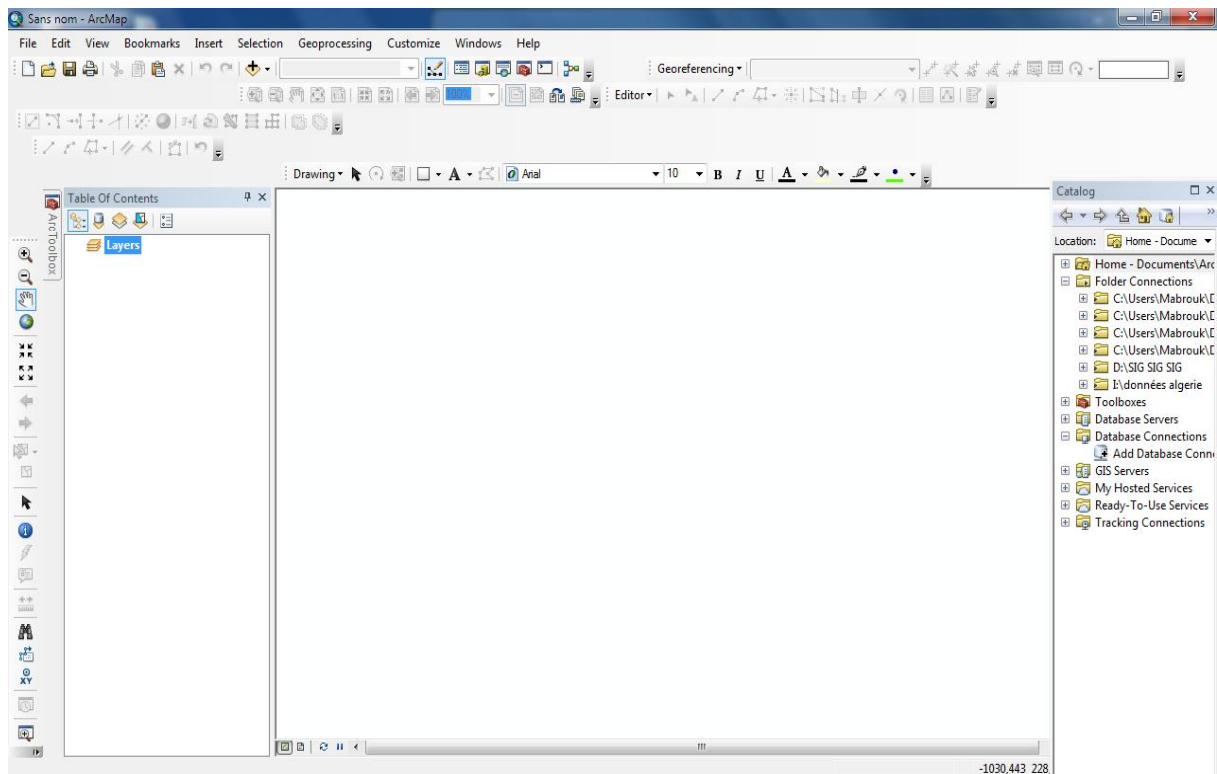 Sans nom - ArcMap
File Edit View Bookmarks Insert Selection Geoprocessing Customize Windows Help
Georeferencing
100% Editor
Drawing A Arial 10 B I U A
Table Of Contents
ArcToolbox
Layers
XY
Catalog
Location: Home - Docume
Home - Documents\Arc
Folder Connections
C:\Users\Mabrouk\D
C:\Users\Mabrouk\D
C:\Users\Mabrouk\D
C:\Users\Mabrouk\D
D:\SIG SIG SIG
I:\données algerie
Toolboxes
Database Servers
Database Connections
Add Database Conn
GIS Servers
My Hosted Services
Ready-To-Use Services
Tracking Connections
-1030,443 228,